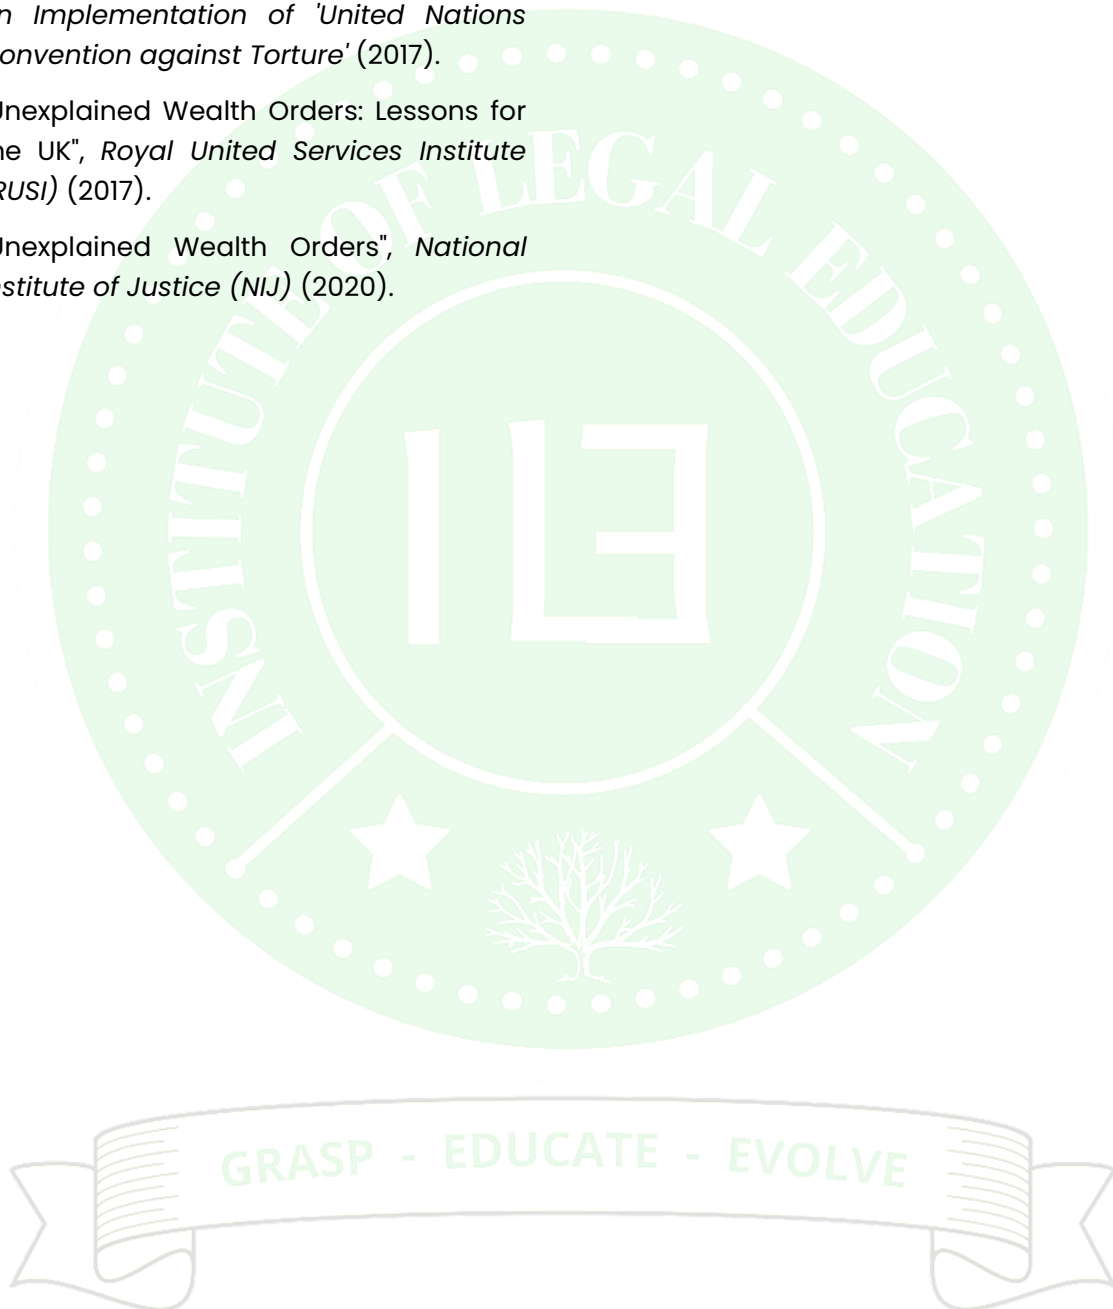 n Implementation of 'United Nations
onvention against Torture' (2017).
Unexplained Wealth Orders: Lessons for
he UK", Royal United Services Institute
RUSI) (2017).
Unexplained Wealth Orders", National
nstitute of Justice (NIJ) (2020).
INSTITUTE OF LEGAL EDUCATION
ILE
GRASP - EDUCATE - EVOLVE